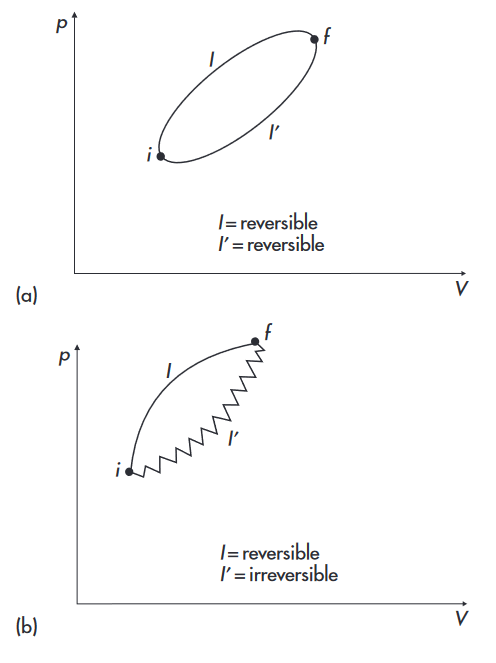 p
I
f
I′
i
I = reversible
I′ = reversible
V
(a)
f
p
I
I′
i
I = reversible
I′ = irreversible
V
(b)